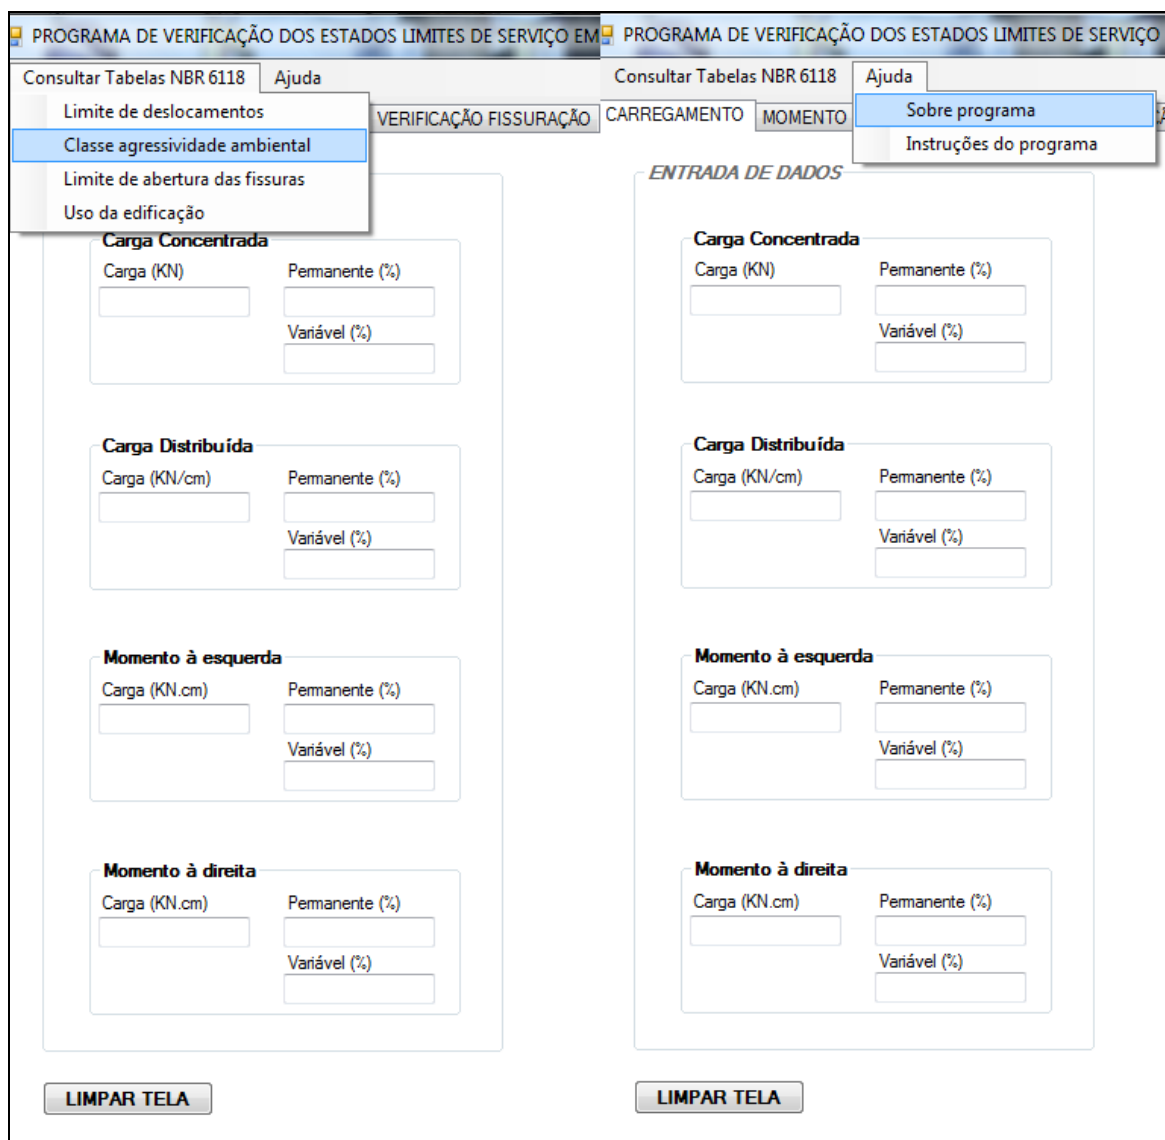 PROGRAMA DE VERIFICAÇÃO DOS ESTADOS LIMITES DE SERVIÇO EM
Consultar Tabelas NBR 6118 Ajuda
Limite de deslocamentos
Classe agressividade ambiental
Limite de abertura das fissuras
Uso da edificação
VERIFICAÇÃO FISSURAÇÃO
Carga Concentrada
Carga (KN) Permanente (%)
Variável (%)
Carga Distribuída
Carga (KN/cm) Permanente (%)
Variável (%)
Momento à esquerda
Carga (KN.cm) Permanente (%)
Variável (%)
Momento à direita
Carga (KN.cm) Permanente (%)
Variável (%)
LIMPAR TELA
PROGRAMA DE VERIFICAÇÃO DOS ESTADOS LIMITES DE SERVIÇO
Consultar Tabelas NBR 6118 Ajuda
Sobre programa
Instruções do programa
CARREGAMENTO MOMENTO
ENTRADA DE DADOS
Carga Concentrada
Carga (KN) Permanente (%)
Variável (%)
Carga Distribuída
Carga (KN/cm) Permanente (%)
Variável (%)
Momento à esquerda
Carga (KN.cm) Permanente (%)
Variável (%)
Momento à direita
Carga (KN.cm) Permanente (%)
Variável (%)
LIMPAR TELA